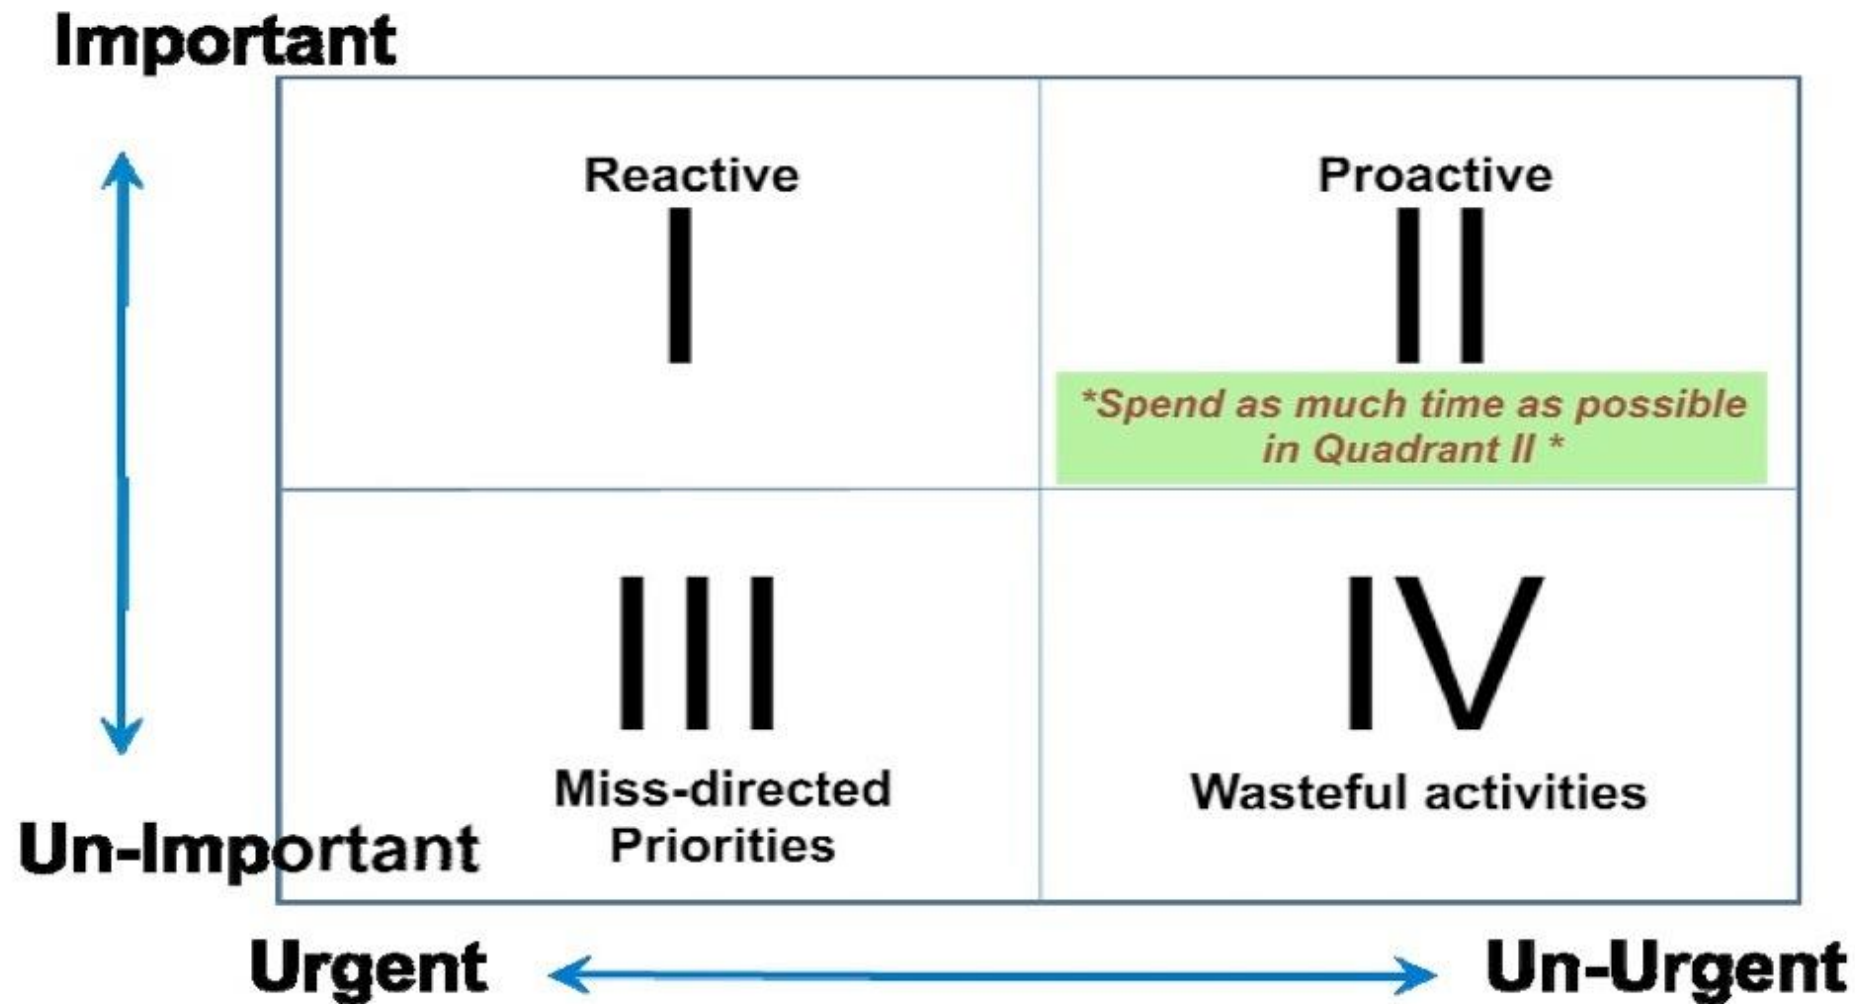 Important
Reactive
I
Proactive
II
*Spend as much time as possible
in Quadrant II *
III
Miss-directed
Priorities
IV
Wasteful activities
Un-Important
Urgent
Un-Urgent